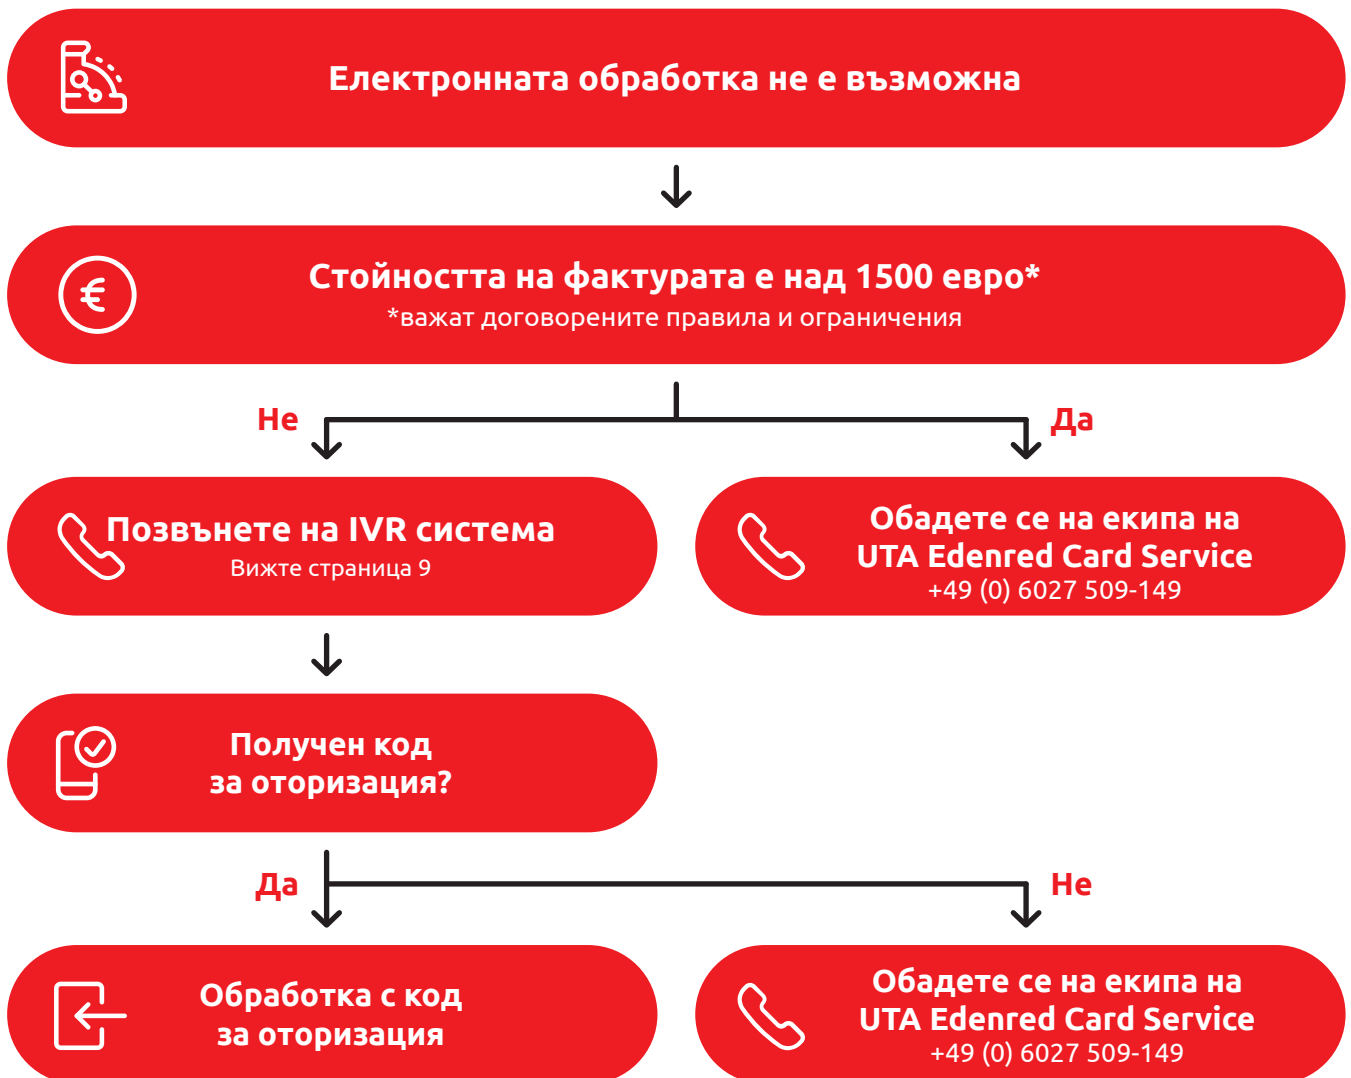 Електронната обработка не е възможна
Стойността на фактурата е над 1500 евро*
*важат договорените правила и ограничения
Не
Да
Позвънете на IVR система
Вижте страница 9
Обадете се на екипа на
UTA Edenred Card Service
+49 (0) 6027 509-149
Получен код
за оторизация?
Да
Не
Обработка с код
за оторизация
Обадете се на екипа на
UTA Edenred Card Service
+49 (0) 6027 509-149